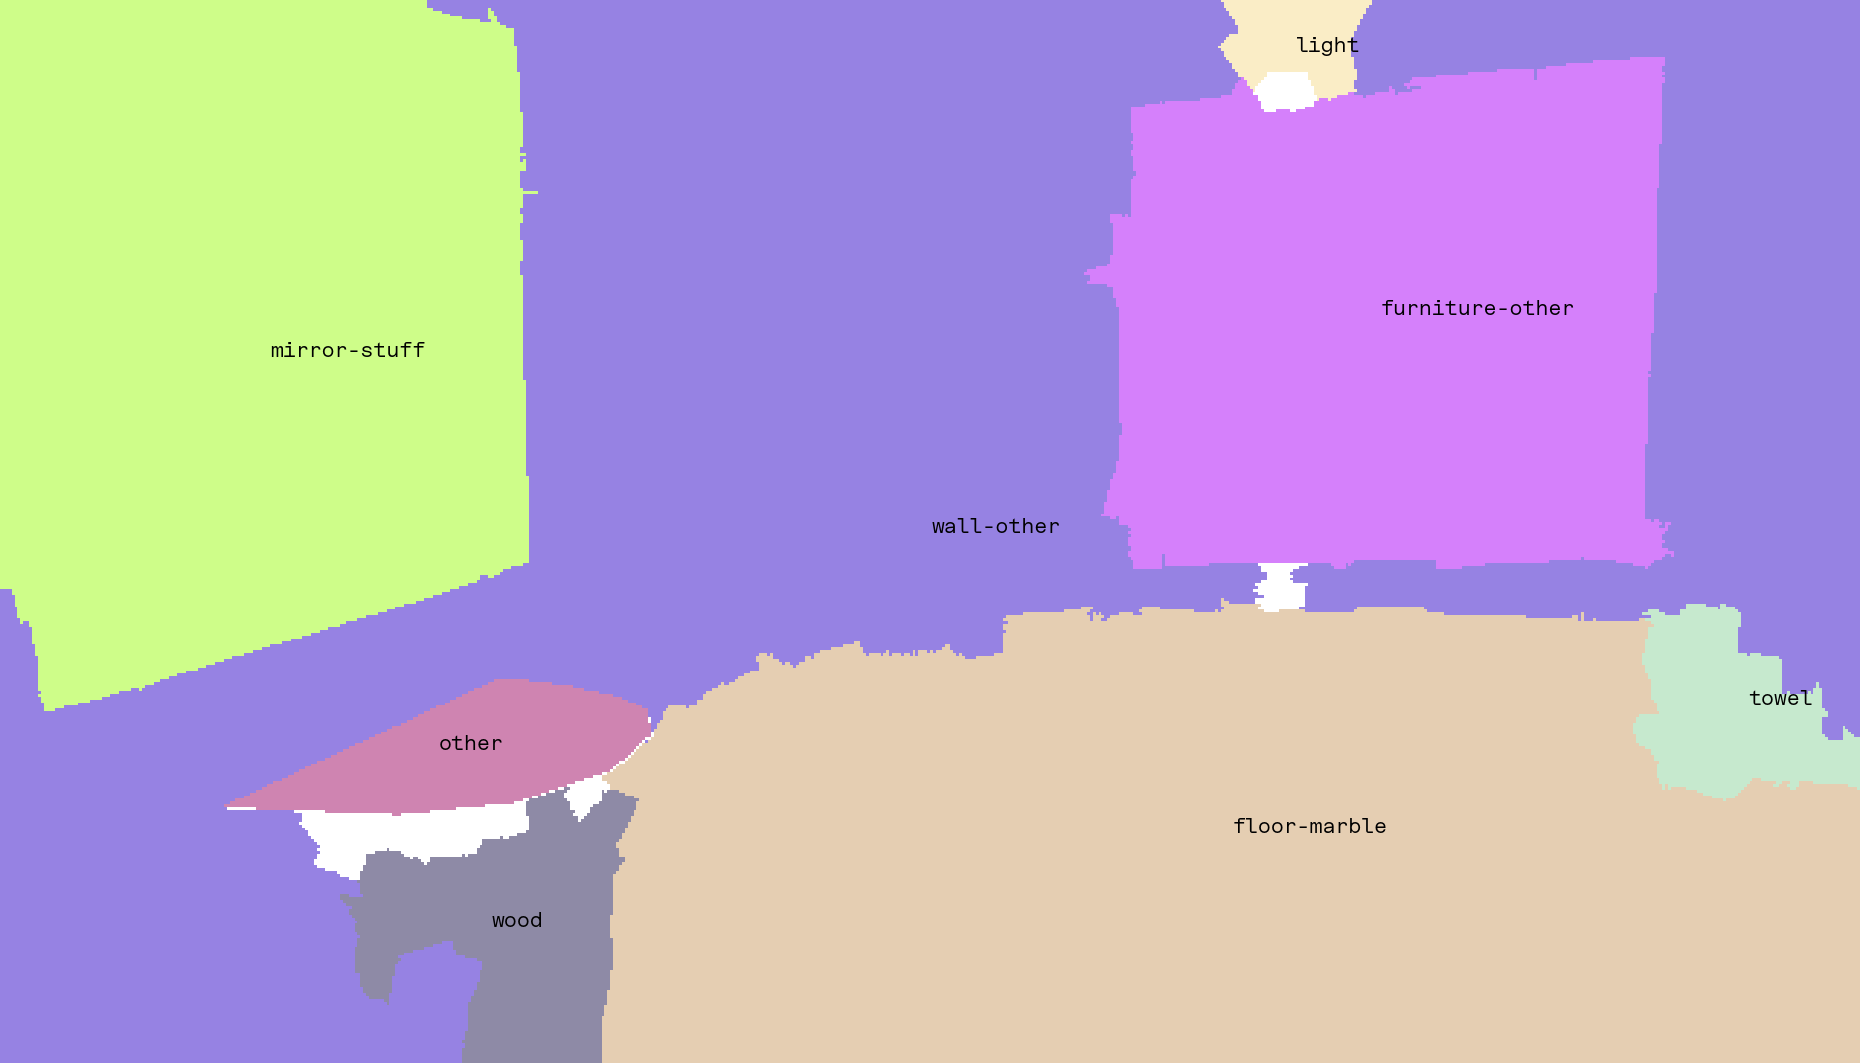 light
furniture-other
mirror-stuff
wall-other
towel
other
floor-marble
wood